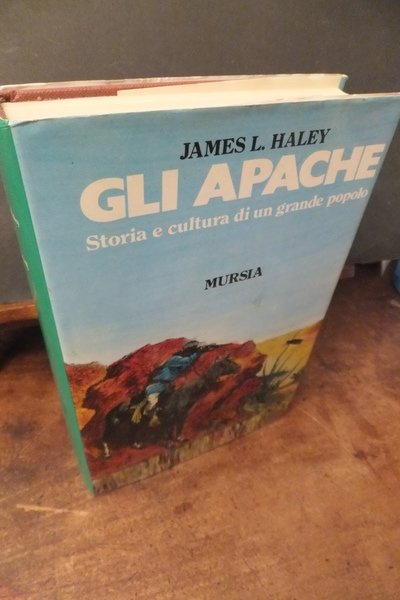 JAMES L. HALEY
GLI APACHE
Storia e cultura di un grande popolo
MURSIA